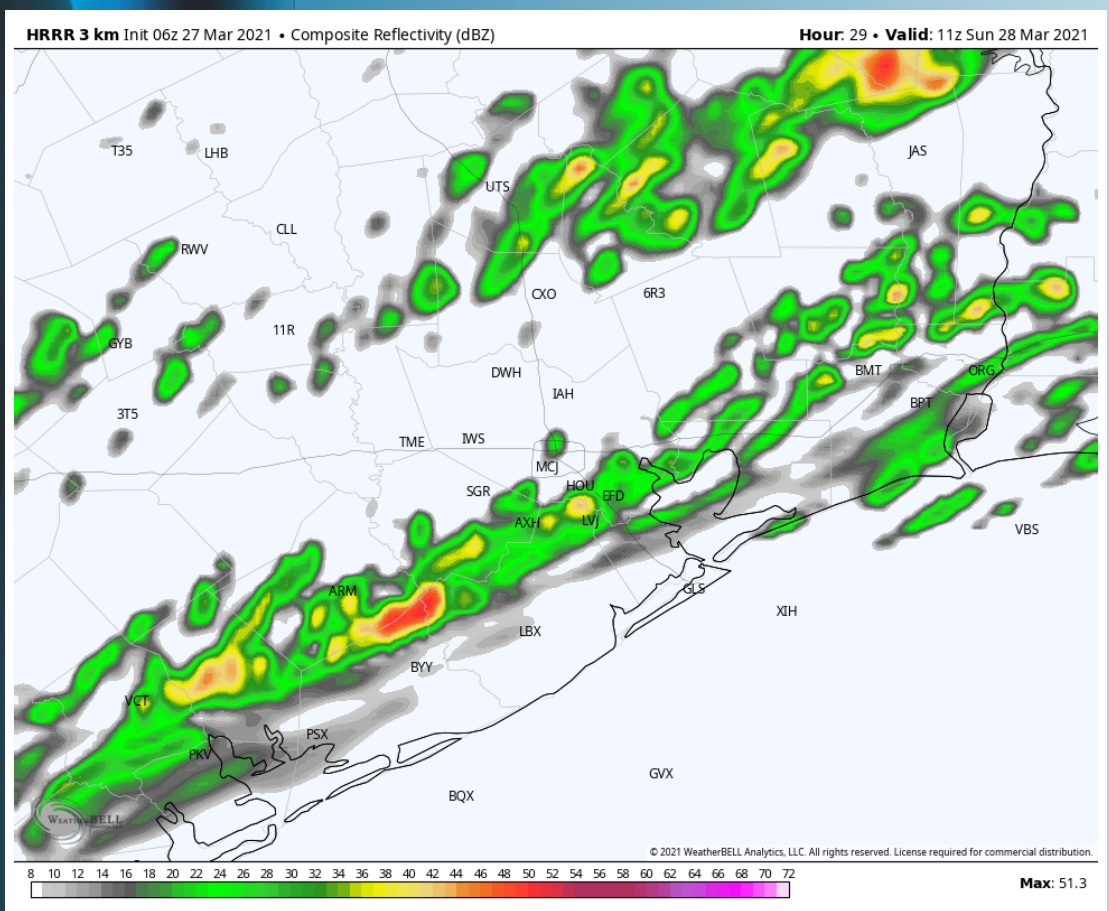 HRRR 3 km Init 06z 27 Mar 2021 • Composite Reflectivity (dBZ) Hour: 29 • Valid: 11z Sun 28 Mar 2021
T35 LHB JAS
UTS
CLL
RWV
CXO 6R3
11R
GYB
DWH BMT ORG
IAH BPT
3T5
TME IWS
MCJ
SGR HOU EFD
AXH LVJ
VBS
ARM GLS
XIH
LBX
BYY
VCT
PSX
PKV
GVX
BQX
WEATHERBELL
© 2021 WeatherBELL Analytics, LLC. All rights reserved. License required for commercial distribution.
8 10 12 14 16 18 20 22 24 26 28 30 32 34 36 38 40 42 44 46 48 50 52 54 56 58 60 62 64 66 68 70 72
Max: 51.3